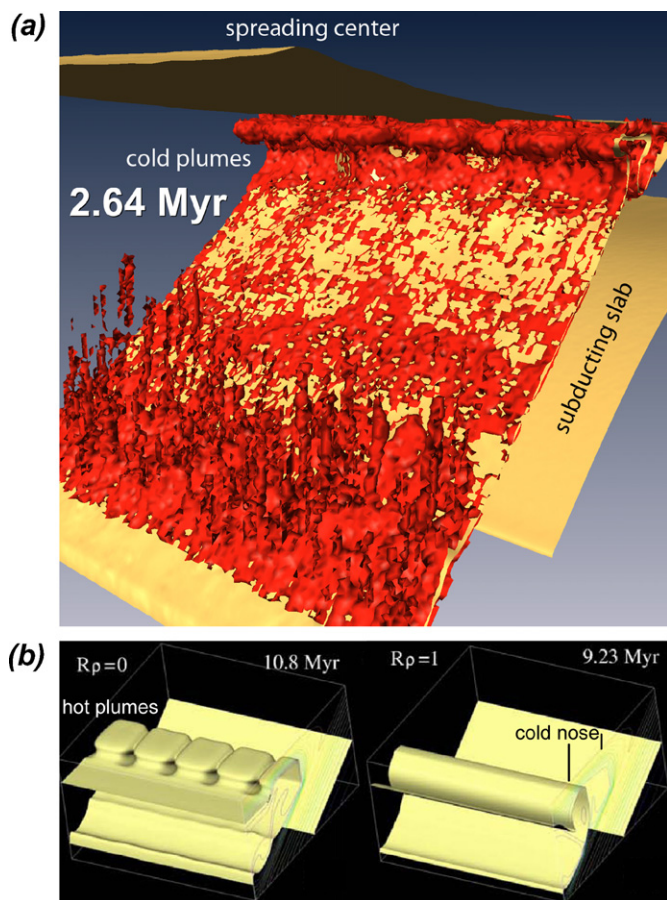 (a)
spreading center
cold plumes
2.64 Myr
subducting slab
(b)
Rρ=0
10.8 Myr
hot plumes
Rρ=1
9.23 Myr
cold nose